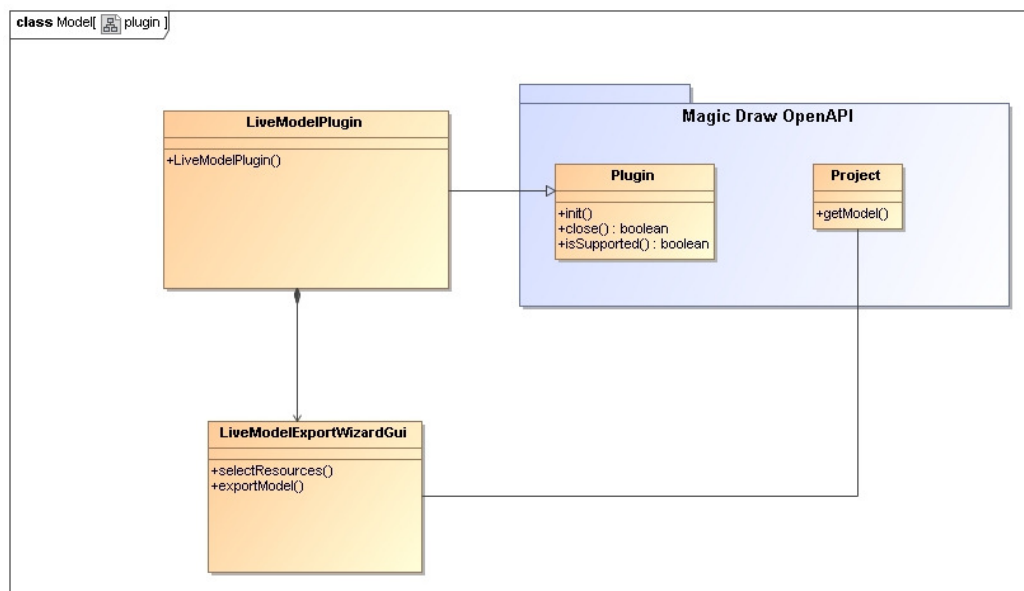 class Model[ plugin ]
LiveModelPlugin
+LiveModelPlugin()
Magic Draw OpenAPI
Plugin
+init()
+close() : boolean
+isSupported() : boolean
Project
+getModel()
LiveModelExportWizardGui
+selectResources()
+exportModel()